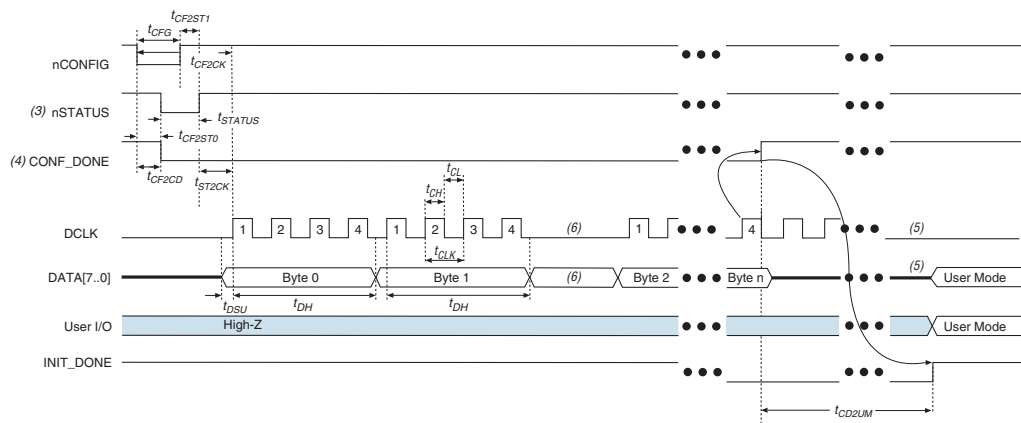 tCF2ST1
tCFG
nCONFIG
tCF2CK
(3) nSTATUS
tSTATUS
tCF2ST0
(4) CONF_DONE
tCF2CD
tST2CK
tCL
tCH
DCLK
1 2 3 4 1 2 3 4 (6) 1 4 (5)
tCLK
DATA[7..0]
Byte 0 Byte 1 (6) Byte 2 Byte n (5) User Mode
tDSU
tDH tDH
User I/O
High-Z
User Mode
INIT_DONE
tCD2UM